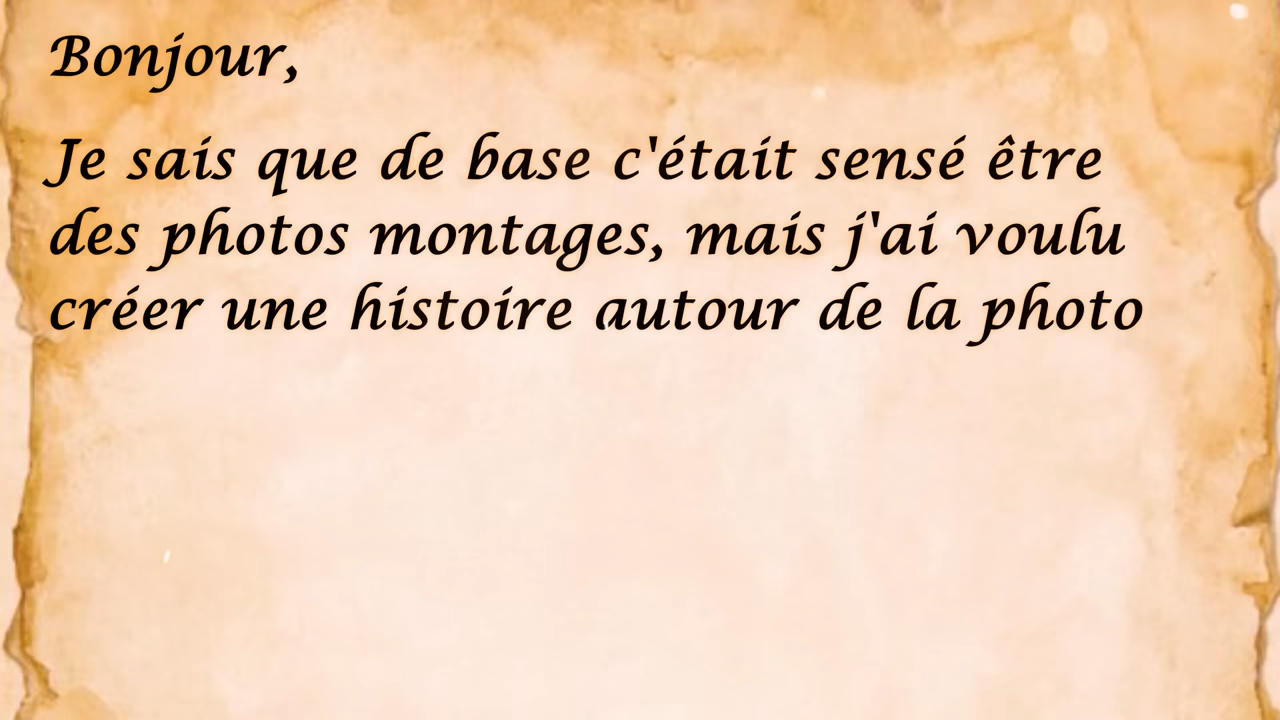 Bonjour,
Je sais que de base c'était sensé être
des photos montages, mais j'ai voulu
créer une histoire autour de la photo